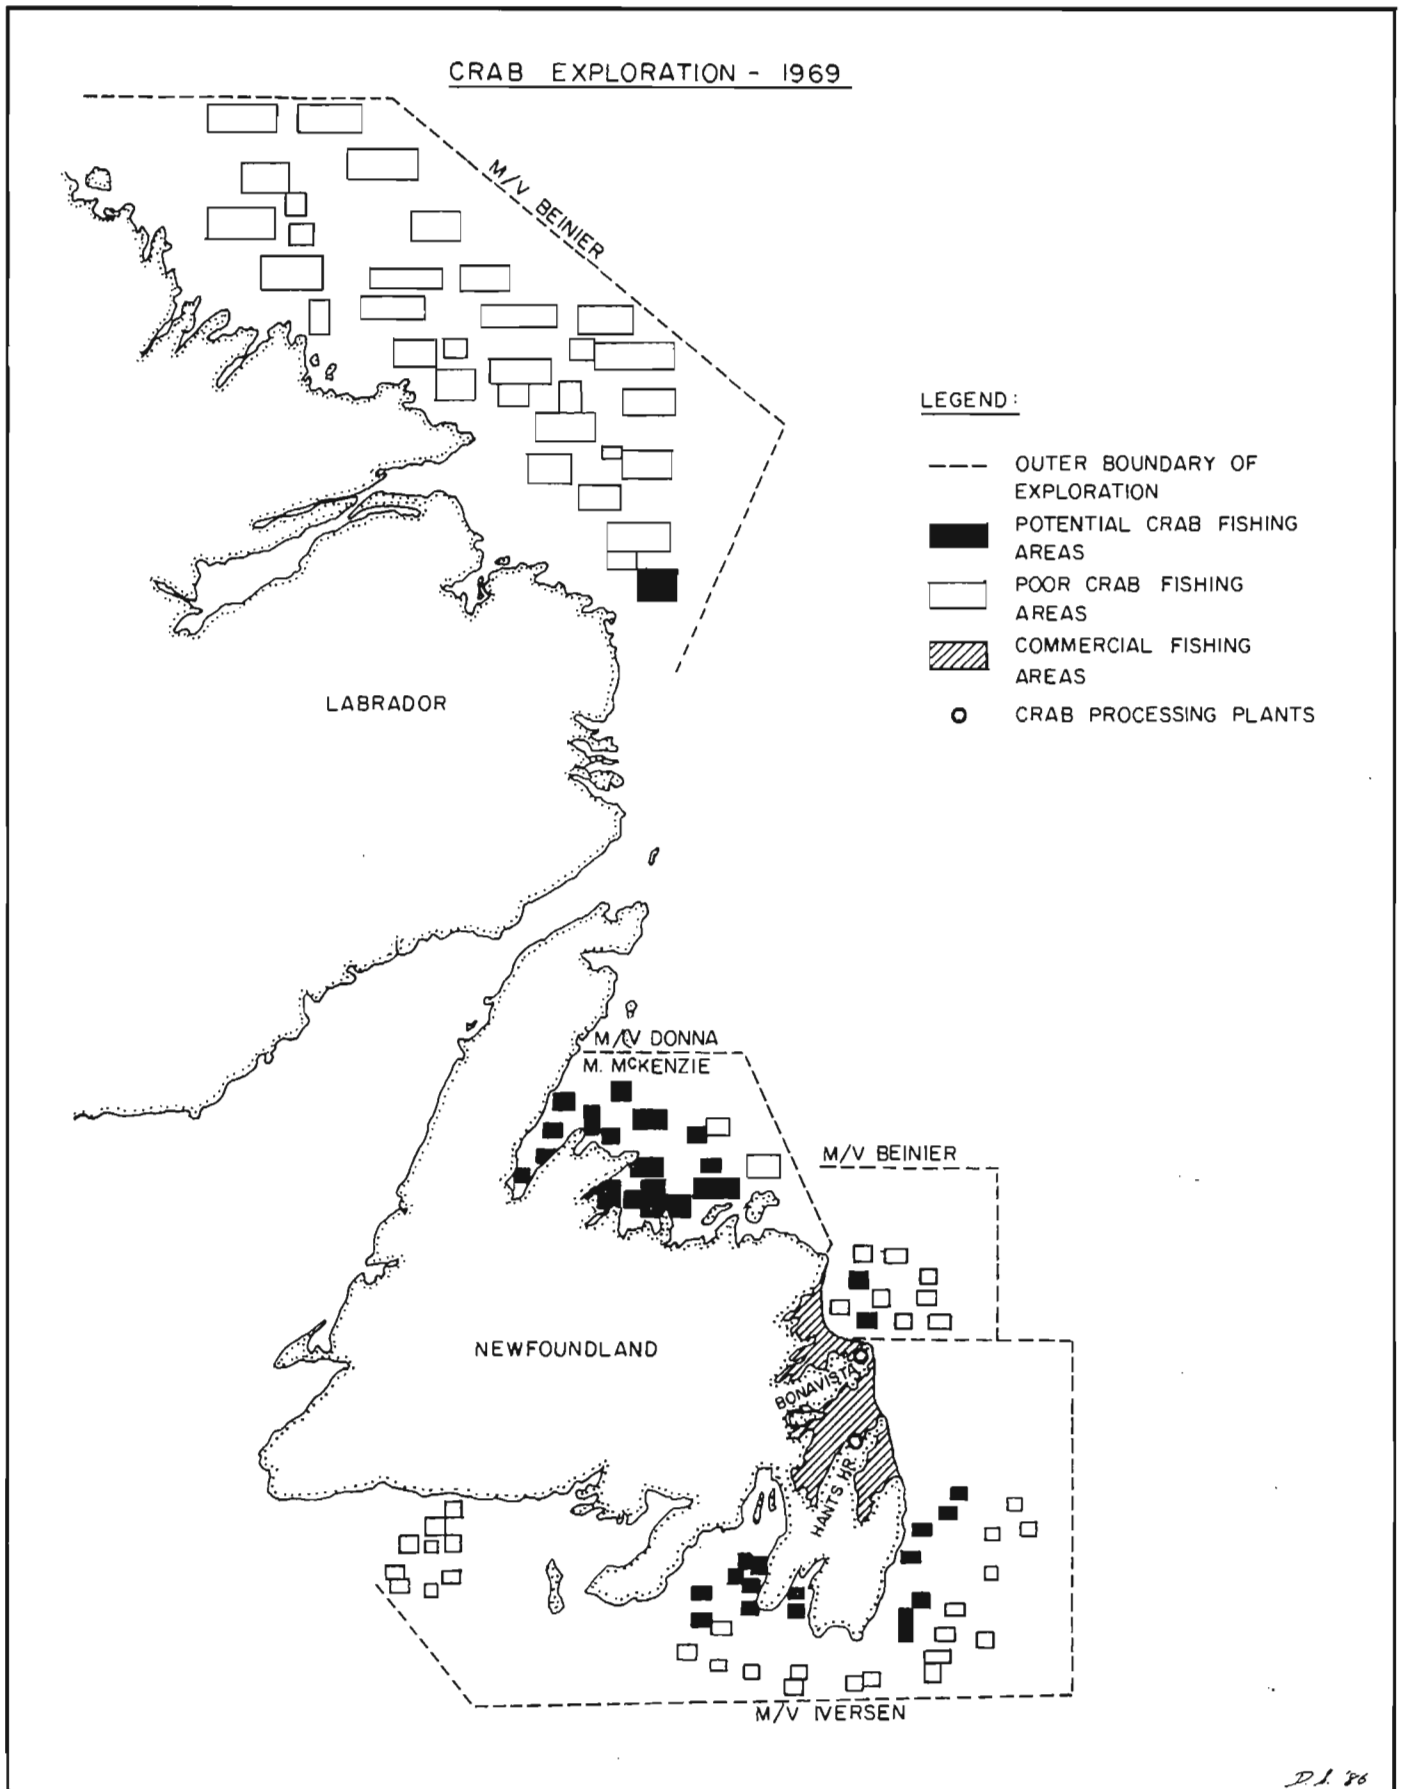 CRAB EXPLORATION - 1969
M/V BEINIER
LEGEND:
OUTER BOUNDARY OF
EXPLORATION
POTENTIAL CRAB FISHING
AREAS
POOR CRAB FISHING
AREAS
COMMERCIAL FISHING
AREAS
CRAB PROCESSING PLANTS
LABRADOR
M/V DONNA
M. McKENZIE
M/V BEINIER
NEWFOUNDLAND
BONAVISTA
HANTS HR.
M/V IVERSEN
D.S. '86